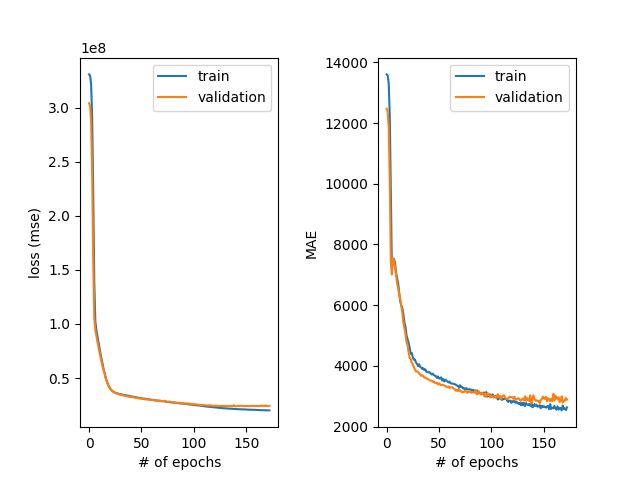 1e8
3.0
2.5
2.0
1.5
1.0
0.5
loss (mse)
0
50
100
150
# of epochs
train
validation
14000
12000
10000
8000
6000
4000
2000
MAE
0
50
100
150
# of epochs
train
validation